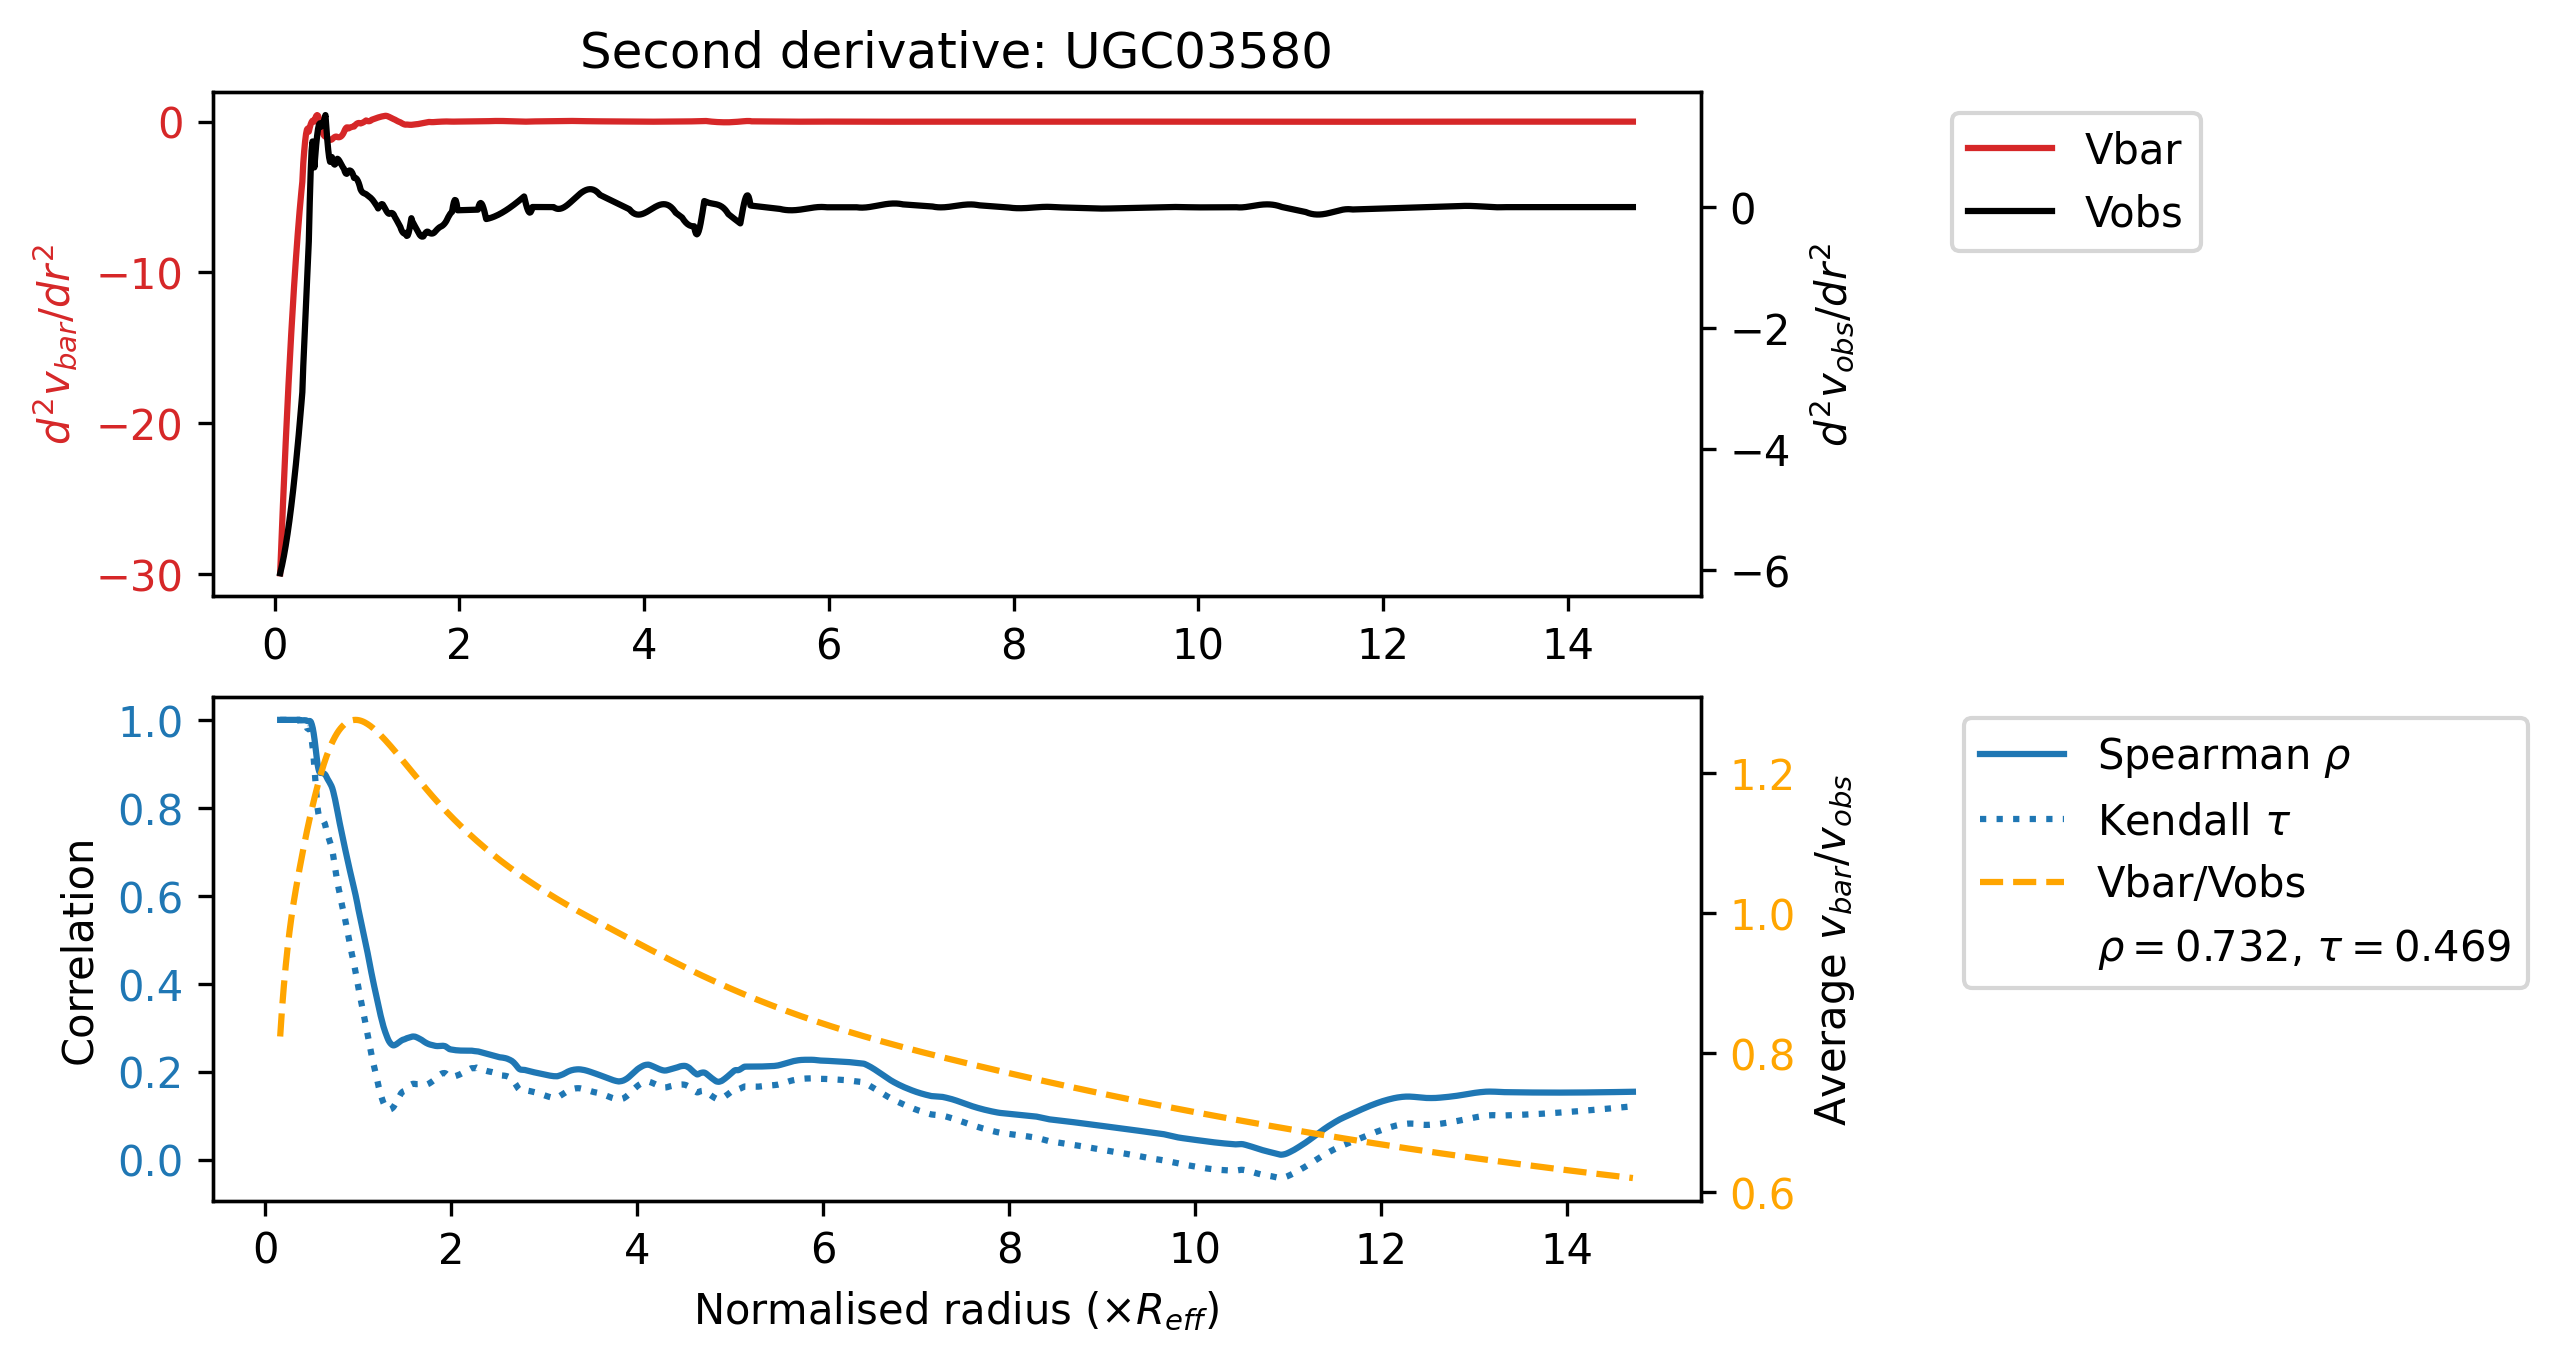 Second derivative: UGC03580
0
−10
−20
−30
d²v_bar/dr²
0
−2
−4
−6
d²v_obs/dr²
0 2 4 6 8 10 12 14
Vbar
Vobs
1.0
0.8
0.6
0.4
0.2
0.0
Correlation
1.2
1.0
0.8
0.6
Average v_bar/v_obs
0 2 4 6 8 10 12 14
Normalised radius (×R_eff)
Spearman ρ
Kendall τ
Vbar/Vobs
ρ = 0.732, τ = 0.469